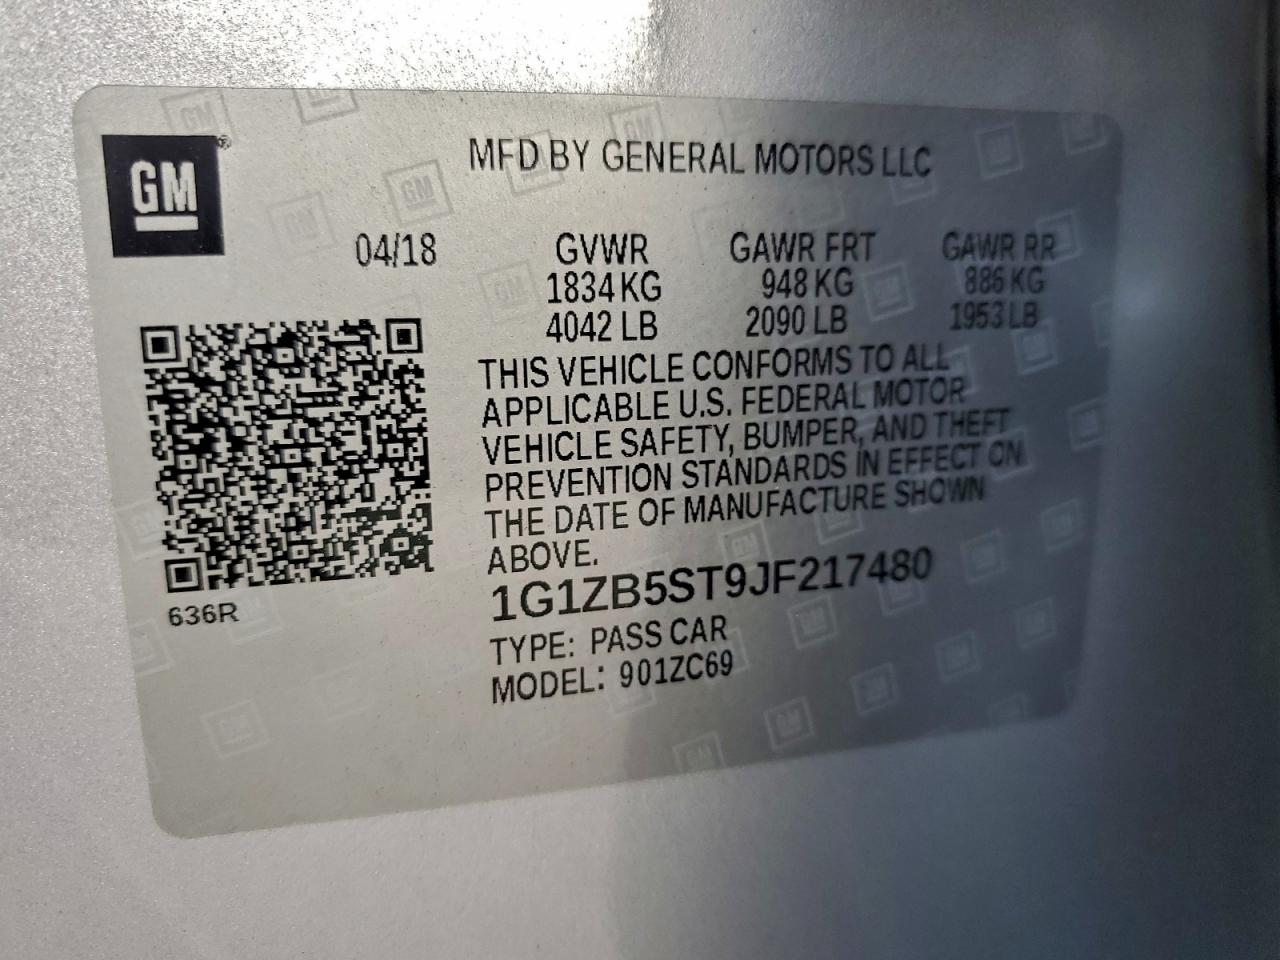 GM
MFD BY GENERAL MOTORS LLC
04/18 GVWR GAWR FRT GAWR RR
1834 KG 948 KG 886 KG
4042 LB 2090 LB 1953 LB
THIS VEHICLE CONFORMS TO ALL
APPLICABLE U.S. FEDERAL MOTOR
VEHICLE SAFETY, BUMPER, AND THEFT
PREVENTION STANDARDS IN EFFECT ON
THE DATE OF MANUFACTURE SHOWN
ABOVE.
1G1ZB5ST9JF217480
636R
TYPE: PASS CAR
MODEL: 901ZC69